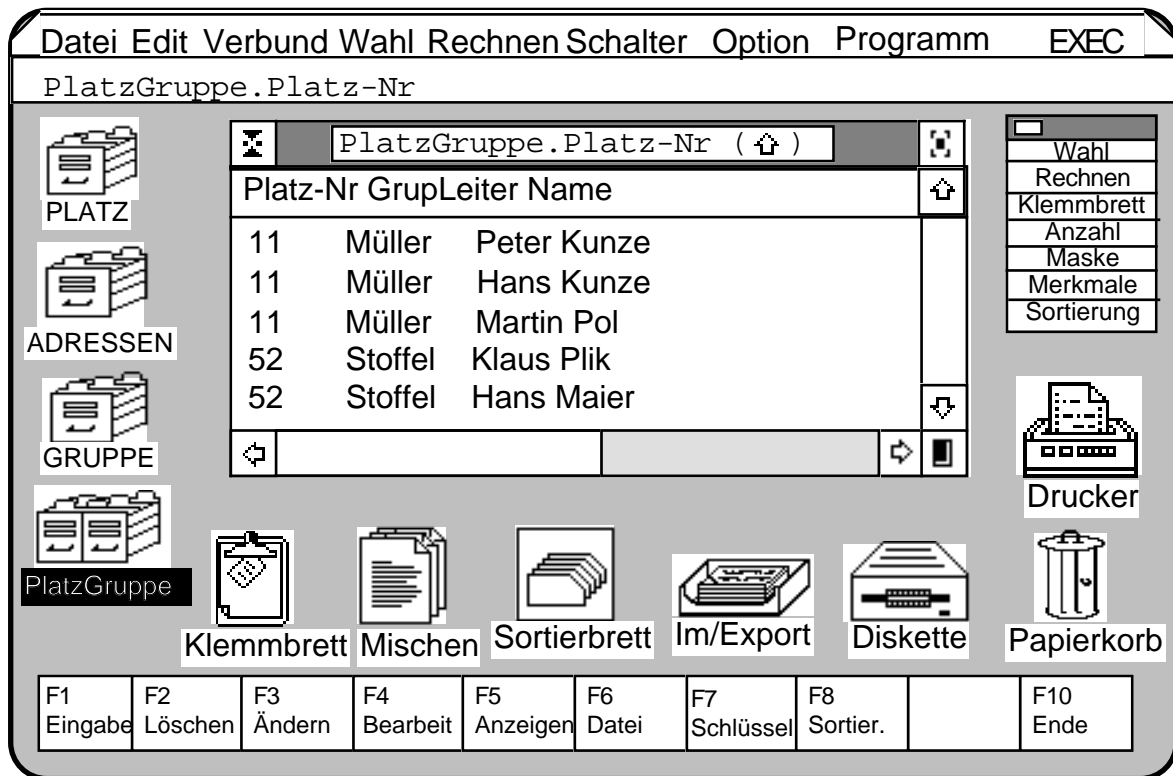 Datei Edit Verbund Wahl Rechnen Schalter Option Programm EXEC
PlatzGruppe.Platz-Nr
PLATZ
ADRESSEN
GRUPPE
PlatzGruppe
PlatzGruppe.Platz-Nr (⇧)
Platz-Nr GrupLeiter Name
11 Müller Peter Kunze
11 Müller Hans Kunze
11 Müller Martin Pol
52 Stoffel Klaus Plik
52 Stoffel Hans Maier
Wahl
Rechnen
Klemmbrett
Anzahl
Maske
Merkmale
Sortierung
Drucker
Klemmbrett
Mischen
Sortierbrett
Im/Export
Diskette
Papierkorb
F1 F2 F3 F4 F5 F6 F7 F8 F10
Eingabe Löschen Ändern Bearbeit Anzeigen Datei Schlüssel Sortier. Ende